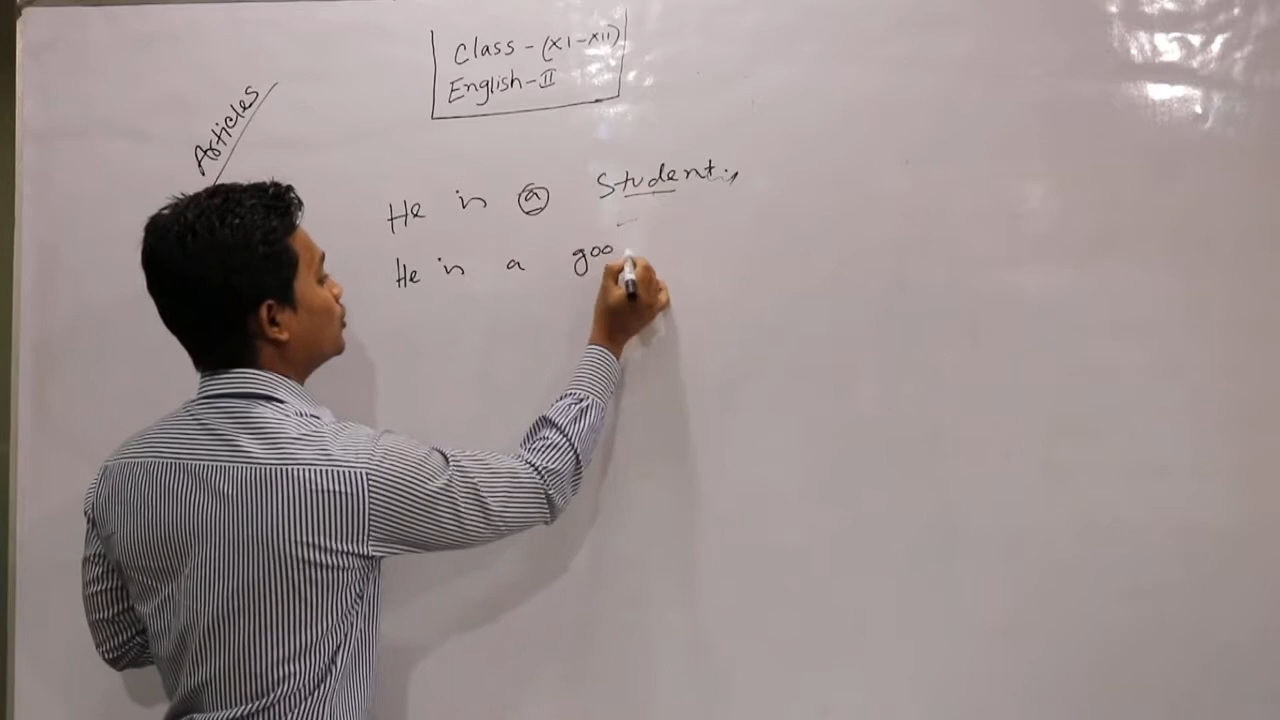 Class - (XI-XII)
English-II
Articles
He is a Student.
He is a goo